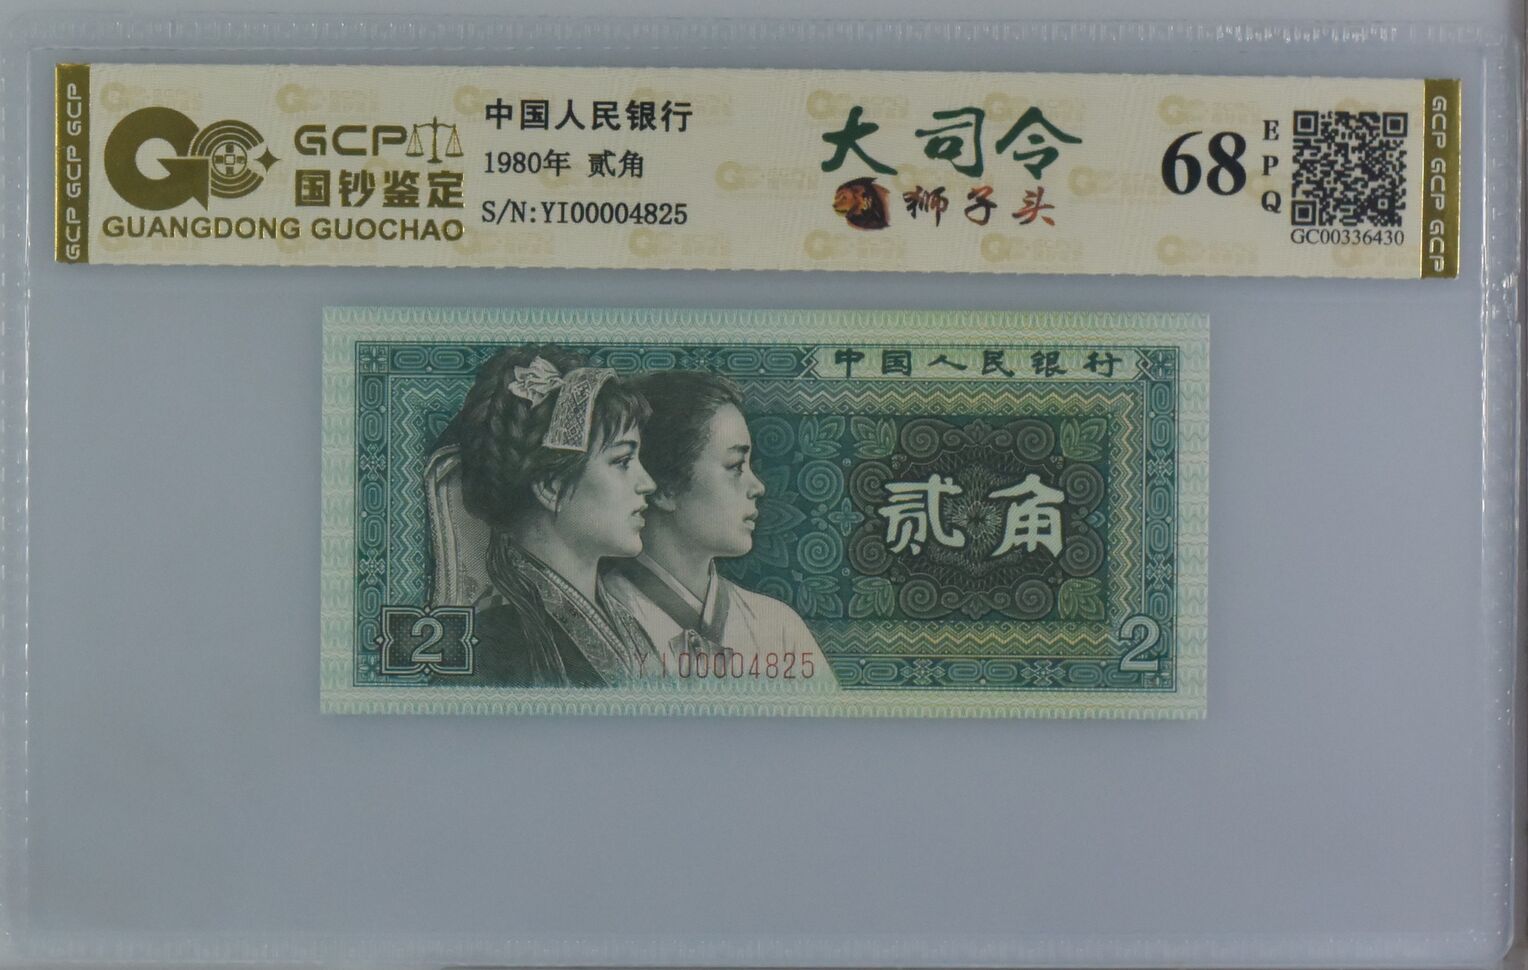 GCP GCP GCP
GCP
国钞鉴定
GUANGDONG GUOCHAO
中国人民银行
1980年 贰角
S/N:YI00004825
大司令
狮子头
68
EPQ
GC00336430
GCP GCP GCP
中国人民银行
贰角
2
2
YI00004825